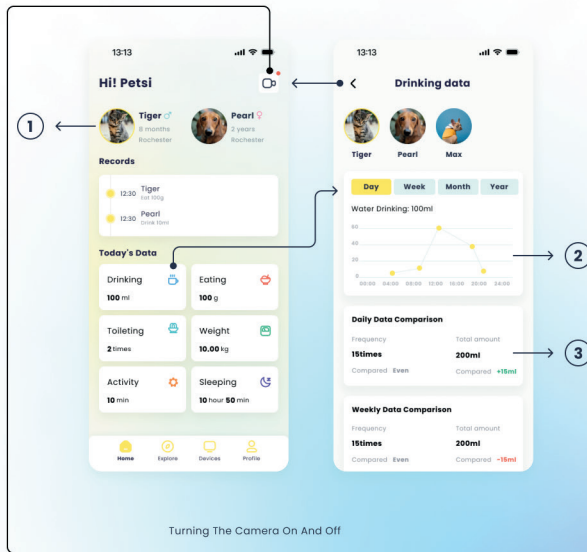 13:13
Hi! Petsi
1
Tiger
8 months
Rochester
Pearl
2 years
Rochester
Records
12:30 Tiger
Eat 100g
12:30 Pearl
Drink 10ml
Today's Data
Drinking
100 ml
Eating
100 g
Toileting
2 times
Weight
10.00 kg
Activity
10 min
Sleeping
10 hour 50 min
Home Explore Devices Profile
13:13
Drinking data
Tiger Pearl Max
Day Week Month Year
Water Drinking: 100ml
60
40
20
0
00:00 04:00 08:00 12:00 16:00 20:00 24:00
2
Daily Data Comparison
Frequency Total amount
15times 200ml
Compared Even Compared +15ml
3
Weekly Data Comparison
Frequency Total amount
15times 200ml
Compared Even Compared -15ml
Turning The Camera On And Off